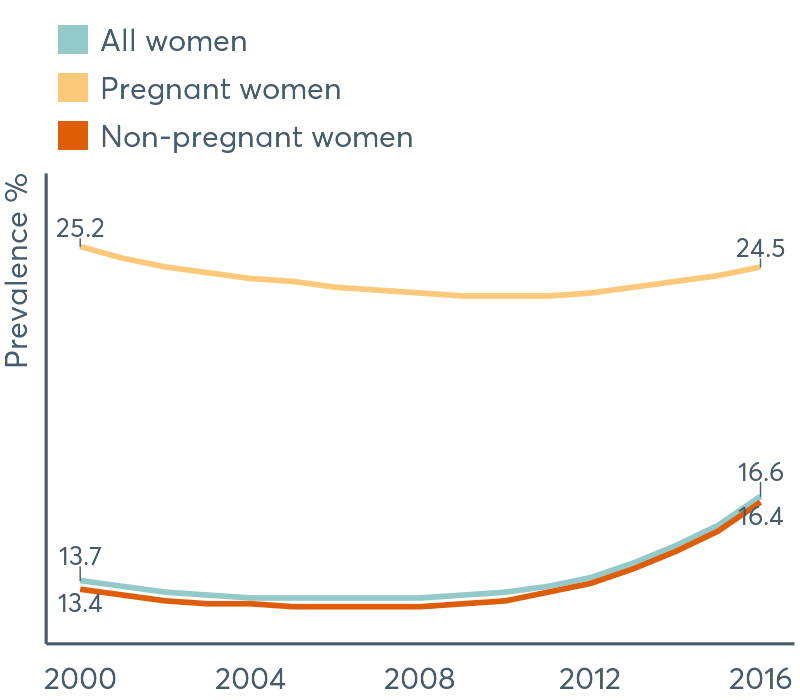 All women
Pregnant women
Non-pregnant women
Prevalence %
25.2
24.5
16.6
16.4
13.7
13.4
2000 2004 2008 2012 2016